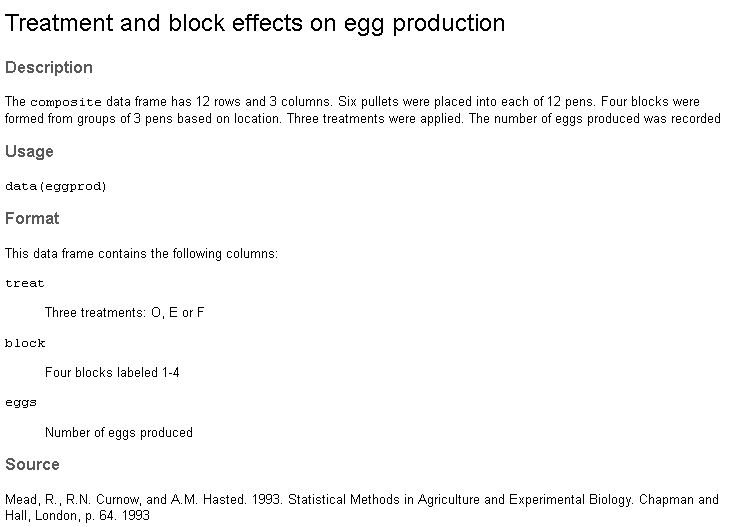 Treatment and block effects on egg production
Description
The composite data frame has 12 rows and 3 columns. Six pullets were placed into each of 12 pens. Four blocks were
formed from groups of 3 pens based on location. Three treatments were applied. The number of eggs produced was recorded
Usage
data(eggprod)
Format
This data frame contains the following columns:
treat
Three treatments: O, E or F
block
Four blocks labeled 1-4
eggs
Number of eggs produced
Source
Mead, R., R.N. Curnow, and A.M. Hasted. 1993. Statistical Methods in Agriculture and Experimental Biology. Chapman and
Hall, London, p. 64. 1993